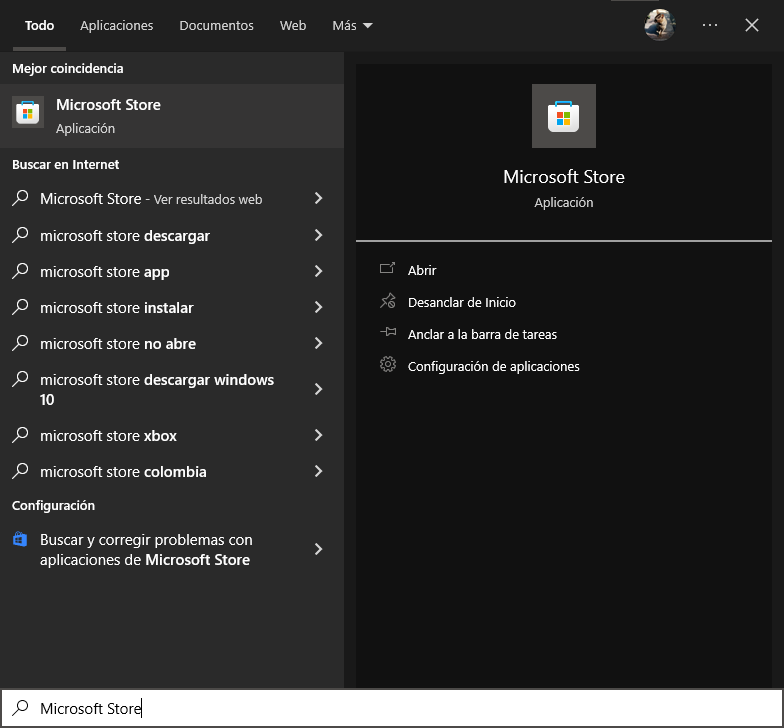 Todo Aplicaciones Documentos Web Más
Mejor coincidencia
Microsoft Store
Aplicación
Buscar en Internet
Microsoft Store - Ver resultados web
microsoft store descargar
microsoft store app
microsoft store instalar
microsoft store no abre
microsoft store descargar windows
10
microsoft store xbox
microsoft store colombia
Configuración
Buscar y corregir problemas con
aplicaciones de Microsoft Store
Microsoft Store
Aplicación
Abrir
Desanclar de Inicio
Anclar a la barra de tareas
Configuración de aplicaciones
Microsoft Store